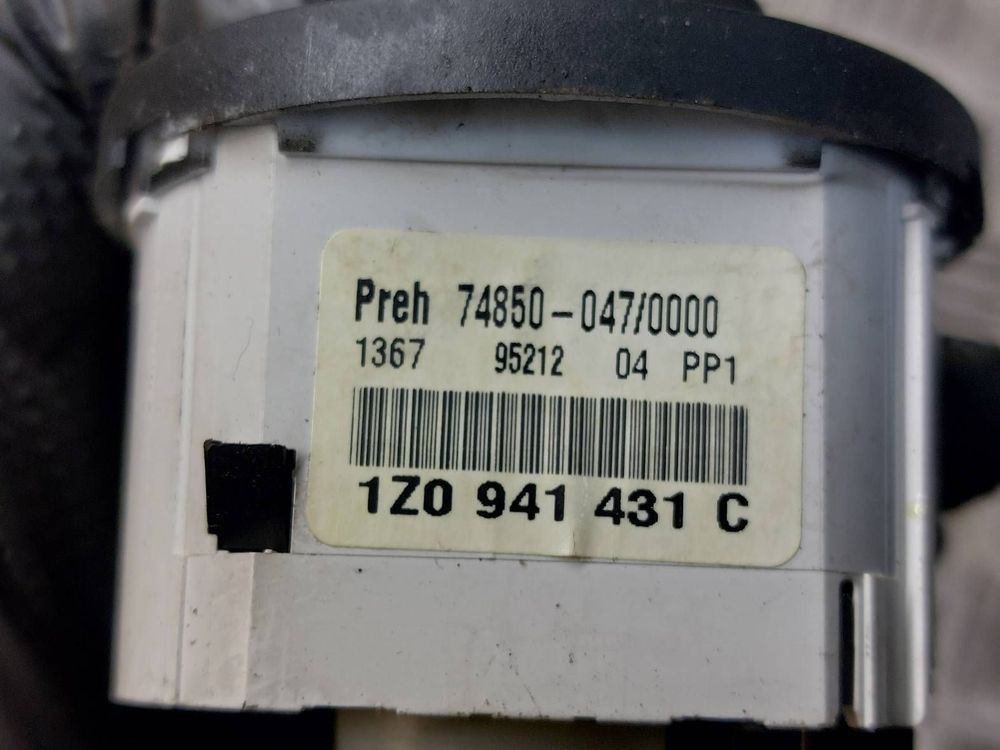 Preh 74850-047/0000
1367 95212 04 PP1
1Z0 941 431 C